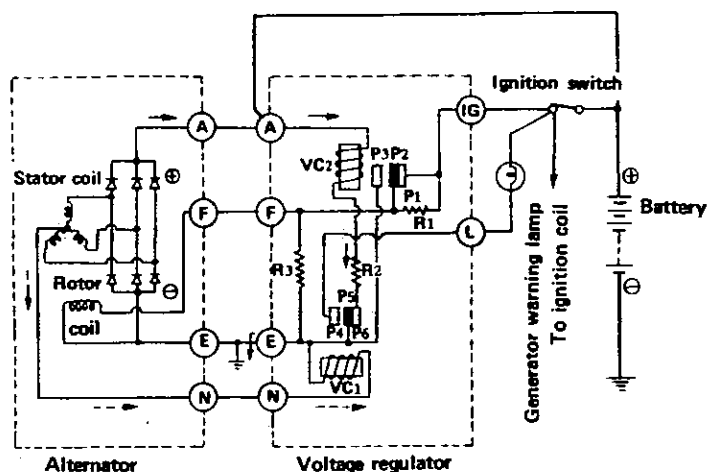 Ignition switch
IG
A
A
P3
P2
VC2
Stator coil
⊕
P1
R1
⊕
F
F
L
Battery
R3
R2
Rotor
coil
⊖
P5
P4
P6
⊖
E
E
VC1
N
N
Generator warning lamp
To ignition coil
Alternator
Voltage regulator